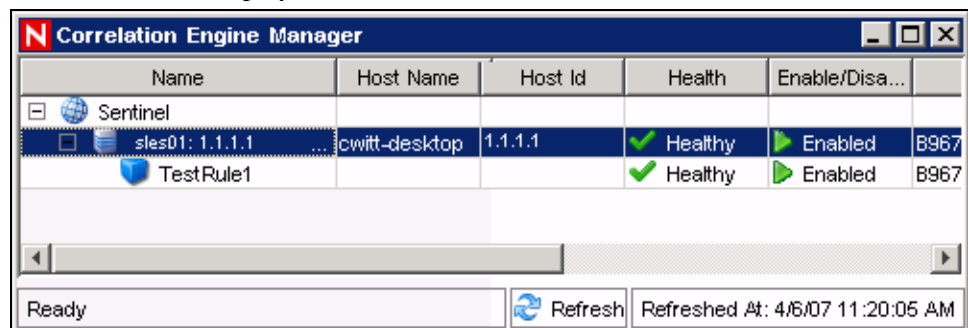 N Correlation Engine Manager
Name Host Name Host Id Health Enable/Disa...
Sentinel
sles01: 1.1.1.1 ... cwitt-desktop 1.1.1.1 Healthy Enabled B967
TestRule1 Healthy Enabled B967
Ready Refresh Refreshed At: 4/6/07 11:20:05 AM